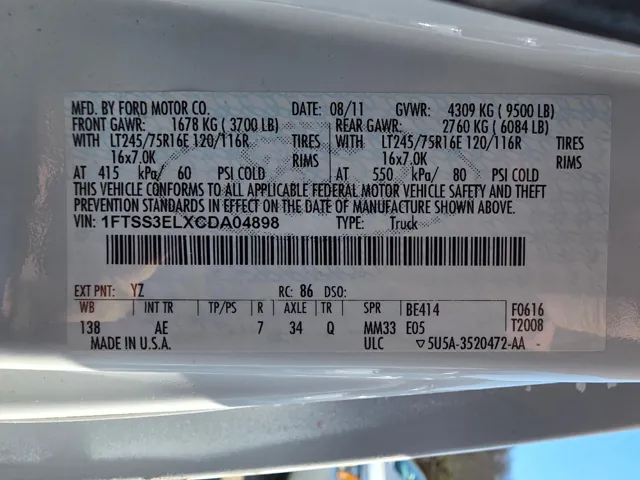 MFD. BY FORD MOTOR CO. DATE: 08/11 GVWR: 4309 KG ( 9500 LB)
FRONT GAWR: 1678 KG ( 3700 LB) REAR GAWR: 2760 KG ( 6084 LB)
WITH LT245/75R16E 120/116R TIRES WITH LT245/75R16E 120/116R TIRES
16x7.0K RIMS 16x7.0K RIMS
AT 415 kPa/ 60 PSI COLD AT 550 kPa/ 80 PSI COLD
THIS VEHICLE CONFORMS TO ALL APPLICABLE FEDERAL MOTOR VEHICLE SAFETY AND THEFT
PREVENTION STANDARDS IN EFFECT ON THE DATE OF MANUFACTURE SHOWN ABOVE.
VIN: 1FTSS3ELXCDA04898 TYPE: Truck
EXT PNT: YZ RC: 86 DSO:
WB INT TR TP/PS R AXLE TR SPR BE414 F0616
138 AE 7 34 Q MM33 E05 T2008
MADE IN U.S.A. ULC ▽5U5A-3520472-AA